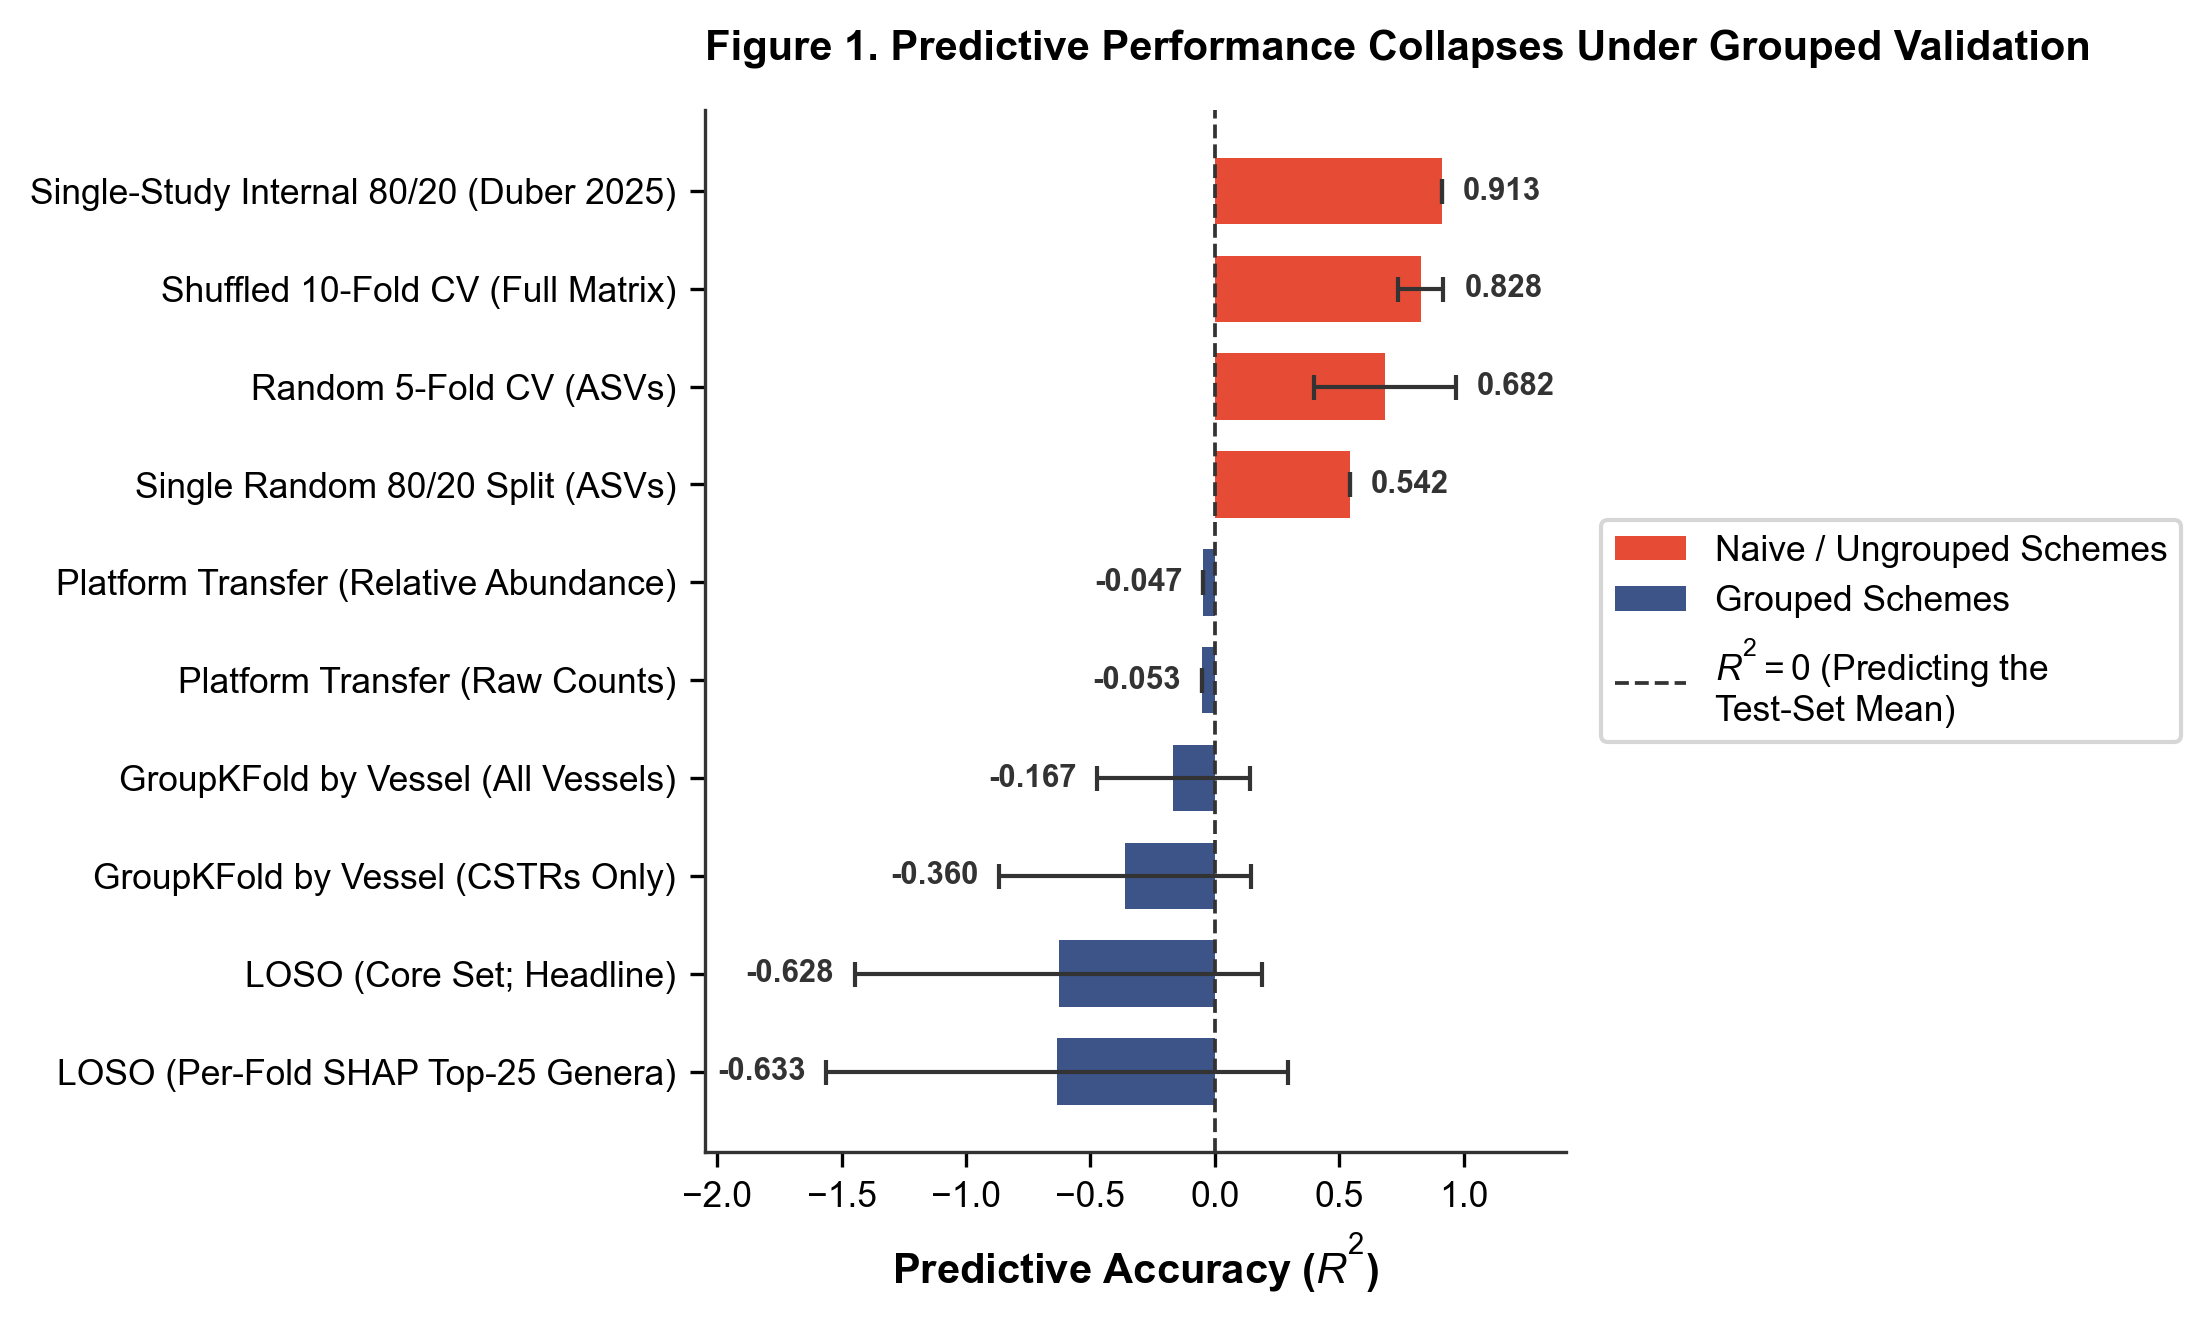 Figure 1. Predictive Performance Collapses Under Grouped Validation
Single-Study Internal 80/20 (Duber 2025)
0.913
Shuffled 10-Fold CV (Full Matrix)
0.828
Random 5-Fold CV (ASVs)
0.682
Single Random 80/20 Split (ASVs)
0.542
Platform Transfer (Relative Abundance)
-0.047
Platform Transfer (Raw Counts)
-0.053
GroupKFold by Vessel (All Vessels)
-0.167
GroupKFold by Vessel (CSTRs Only)
-0.360
LOSO (Core Set; Headline)
-0.628
LOSO (Per-Fold SHAP Top-25 Genera)
-0.633
−2.0 −1.5 −1.0 −0.5 0.0 0.5 1.0
Predictive Accuracy (R²)
Naive / Ungrouped Schemes
Grouped Schemes
R² = 0 (Predicting the
Test-Set Mean)